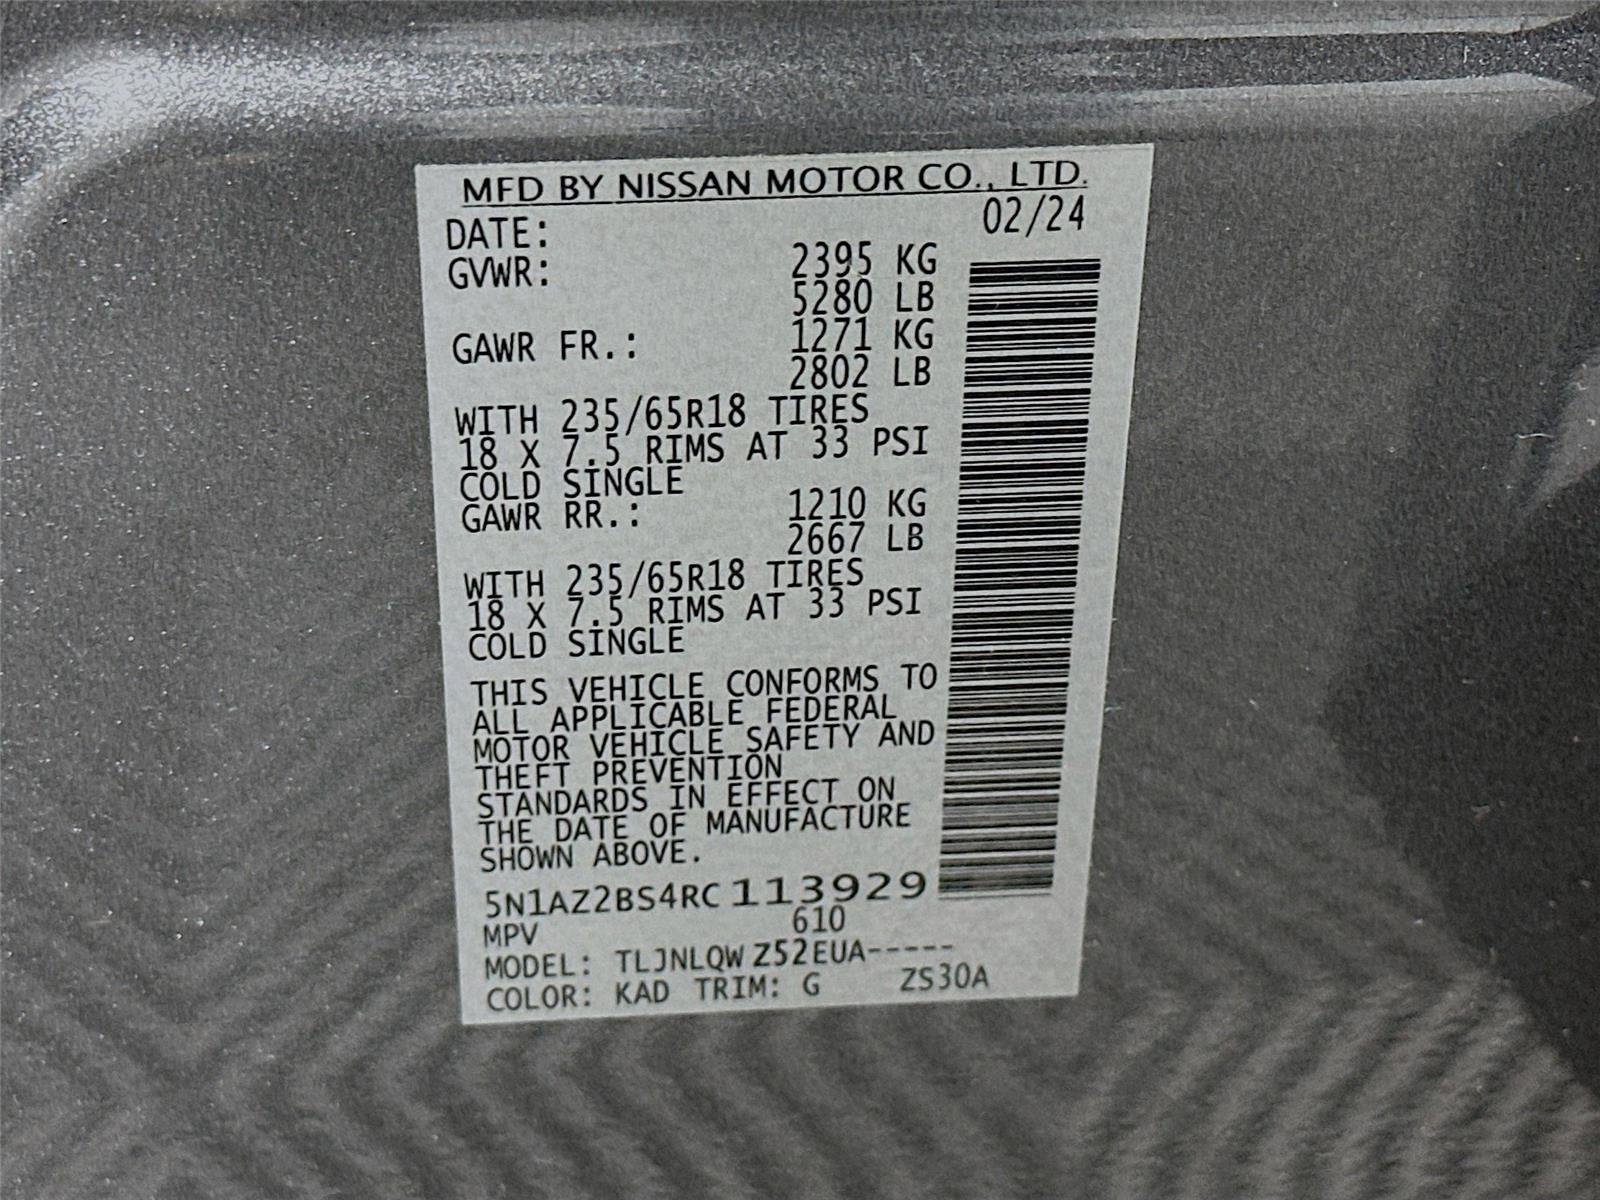 MFD BY NISSAN MOTOR CO., LTD.
DATE: 02/24
GVWR: 2395 KG
5280 LB
GAWR FR.: 1271 KG
2802 LB
WITH 235/65R18 TIRES
18 X 7.5 RIMS AT 33 PSI
COLD SINGLE
GAWR RR.: 1210 KG
2667 LB
WITH 235/65R18 TIRES
18 X 7.5 RIMS AT 33 PSI
COLD SINGLE
THIS VEHICLE CONFORMS TO
ALL APPLICABLE FEDERAL
MOTOR VEHICLE SAFETY AND
THEFT PREVENTION
STANDARDS IN EFFECT ON
THE DATE OF MANUFACTURE
SHOWN ABOVE.
5N1AZ2BS4RC113929
MPV 610
MODEL: TLJNLQW Z52EUA-----
COLOR: KAD TRIM: G ZS30A